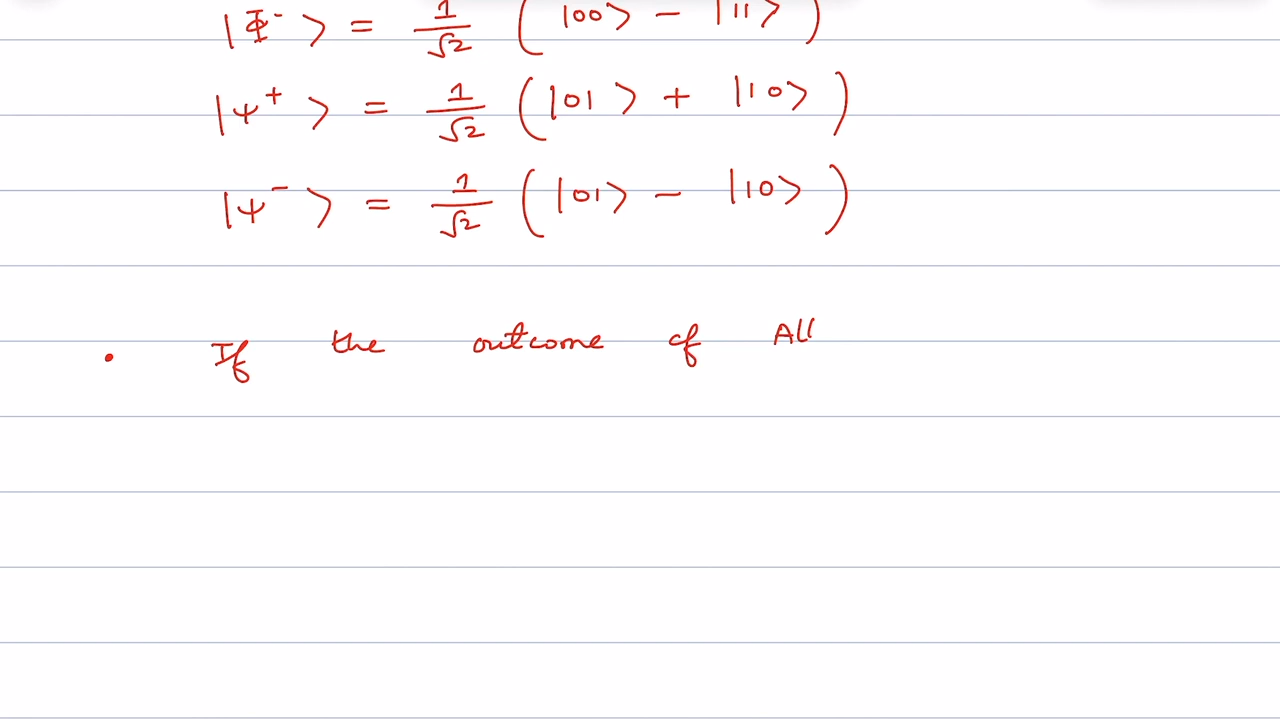 |Φ⁻⟩ = 1/√2 (|00⟩ − |11⟩)
|ψ⁺⟩ = 1/√2 (|01⟩ + |10⟩)
|ψ⁻⟩ = 1/√2 (|01⟩ − |10⟩)
• If the outcome of All